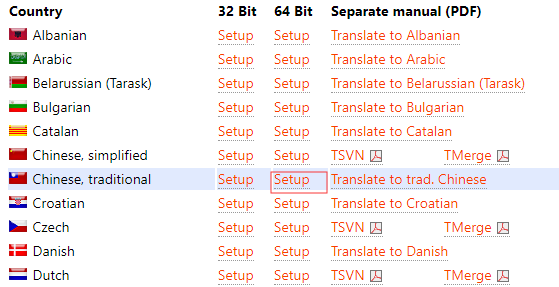 Country 32 Bit 64 Bit Separate manual (PDF)
Albanian Setup Setup Translate to Albanian
Arabic Setup Setup Translate to Arabic
Belarussian (Tarask) Setup Setup Translate to Belarussian (Tarask)
Bulgarian Setup Setup Translate to Bulgarian
Catalan Setup Setup Translate to Catalan
Chinese, simplified Setup Setup TSVN TMerge
Chinese, traditional Setup Setup Translate to trad. Chinese
Croatian Setup Setup Translate to Croatian
Czech Setup Setup TSVN TMerge
Danish Setup Setup Translate to Danish
Dutch Setup Setup TSVN TMerge